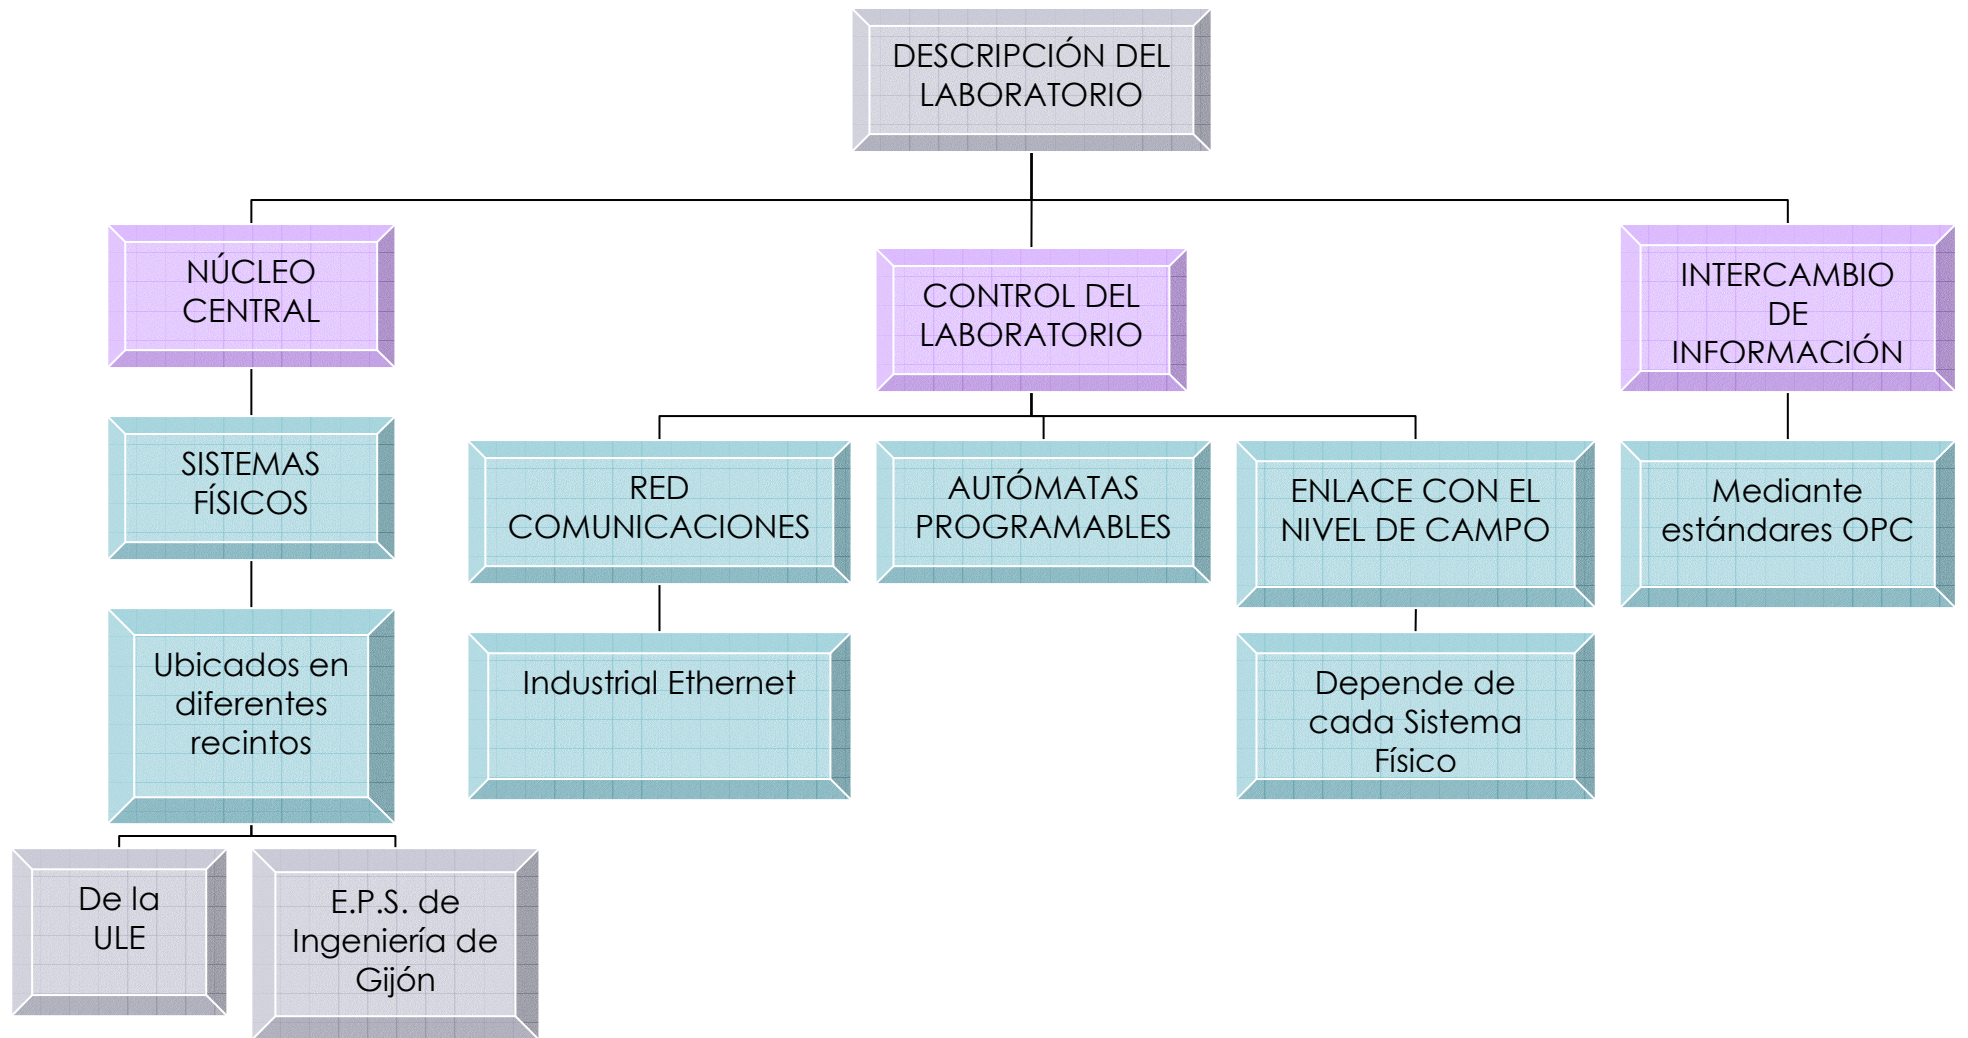 DESCRIPCIÓN DEL
LABORATORIO
NÚCLEO
CENTRAL
CONTROL DEL
LABORATORIO
INTERCAMBIO
DE
INFORMACIÓN
SISTEMAS
FÍSICOS
RED
COMUNICACIONES
AUTÓMATAS
PROGRAMABLES
ENLACE CON EL
NIVEL DE CAMPO
Mediante
estándares OPC
Ubicados en
diferentes
recintos
Industrial Ethernet
Depende de
cada Sistema
Físico
De la
ULE
E.P.S. de
Ingeniería de
Gijón